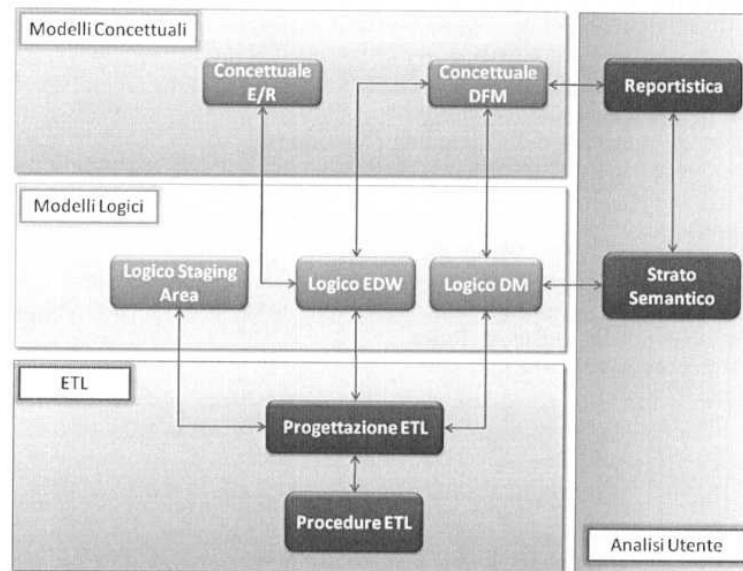 Modelli Concettuali
Concettuale
E/R
Concettuale
DFM
Reportistica
Modelli Logici
Logico Staging
Area
Logico EDW
Logico DM
Strato
Semantico
ETL
Progettazione ETL
Procedure ETL
Analisi Utente